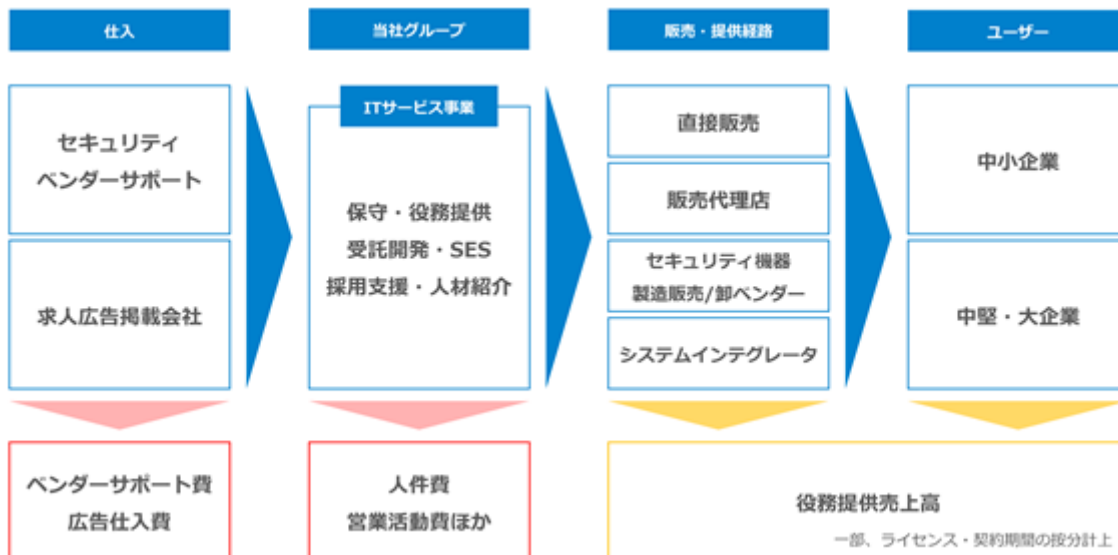 仕入
当社グループ
販売・提供経路
ユーザー
セキュリティ
ベンダーサポート
求人広告掲載会社
ITサービス事業
保守・役務提供
受託開発・SES
採用支援・人材紹介
直接販売
販売代理店
セキュリティ機器
製造販売/卸ベンダー
システムインテグレータ
中小企業
中堅・大企業
ベンダーサポート費
広告仕入費
人件費
営業活動費ほか
役務提供売上高
一部、ライセンス・契約期間の按分計上